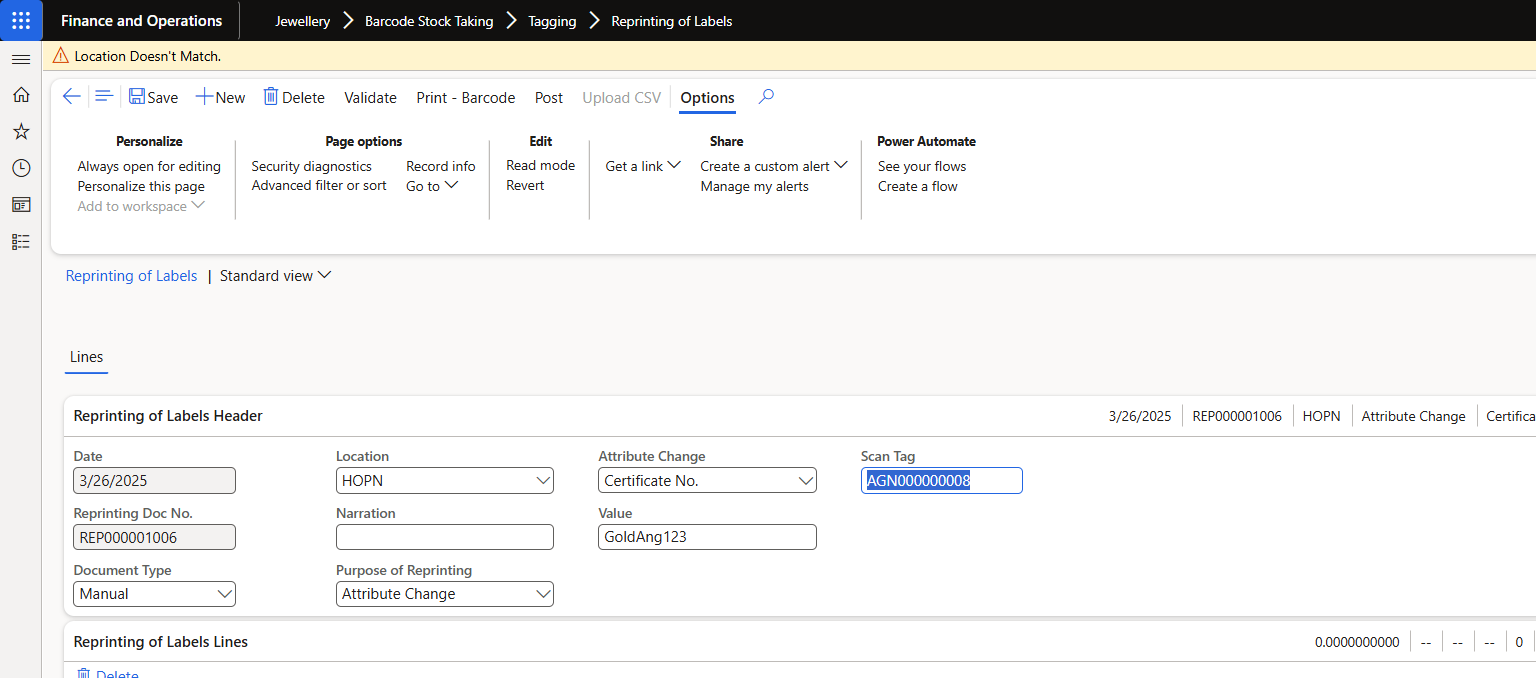 Finance and Operations Jewellery Barcode Stock Taking Tagging Reprinting of Labels
Location Doesn't Match.
Save New Delete Validate Print - Barcode Post Upload CSV Options
Personalize Page options Edit Share Power Automate
Always open for editing Security diagnostics Record info Read mode Get a link Create a custom alert See your flows
Personalize this page Advanced filter or sort Go to Revert Manage my alerts Create a flow
Add to workspace
Reprinting of Labels | Standard view
Lines
Reprinting of Labels Header 3/26/2025 REP000001006 HOPN Attribute Change Certifica
Date Location Attribute Change Scan Tag
3/26/2025 HOPN Certificate No. AGN000000008
Reprinting Doc No. Narration Value
REP000001006 GoldAng123
Document Type Purpose of Reprinting
Manual Attribute Change
Reprinting of Labels Lines 0.0000000000 -- -- -- 0
Delete